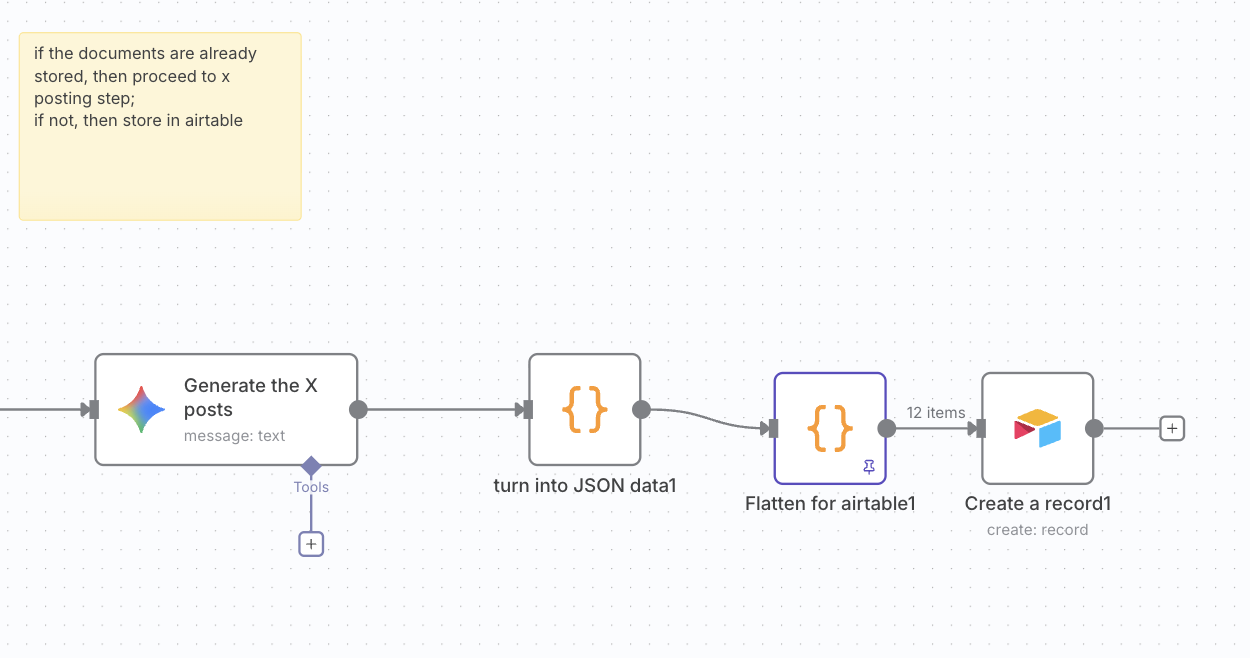 if the documents are already
stored, then proceed to x
posting step;
if not, then store in airtable
Generate the X
posts
message: text
Tools
turn into JSON data1
Flatten for airtable1
12 items
Create a record1
create: record